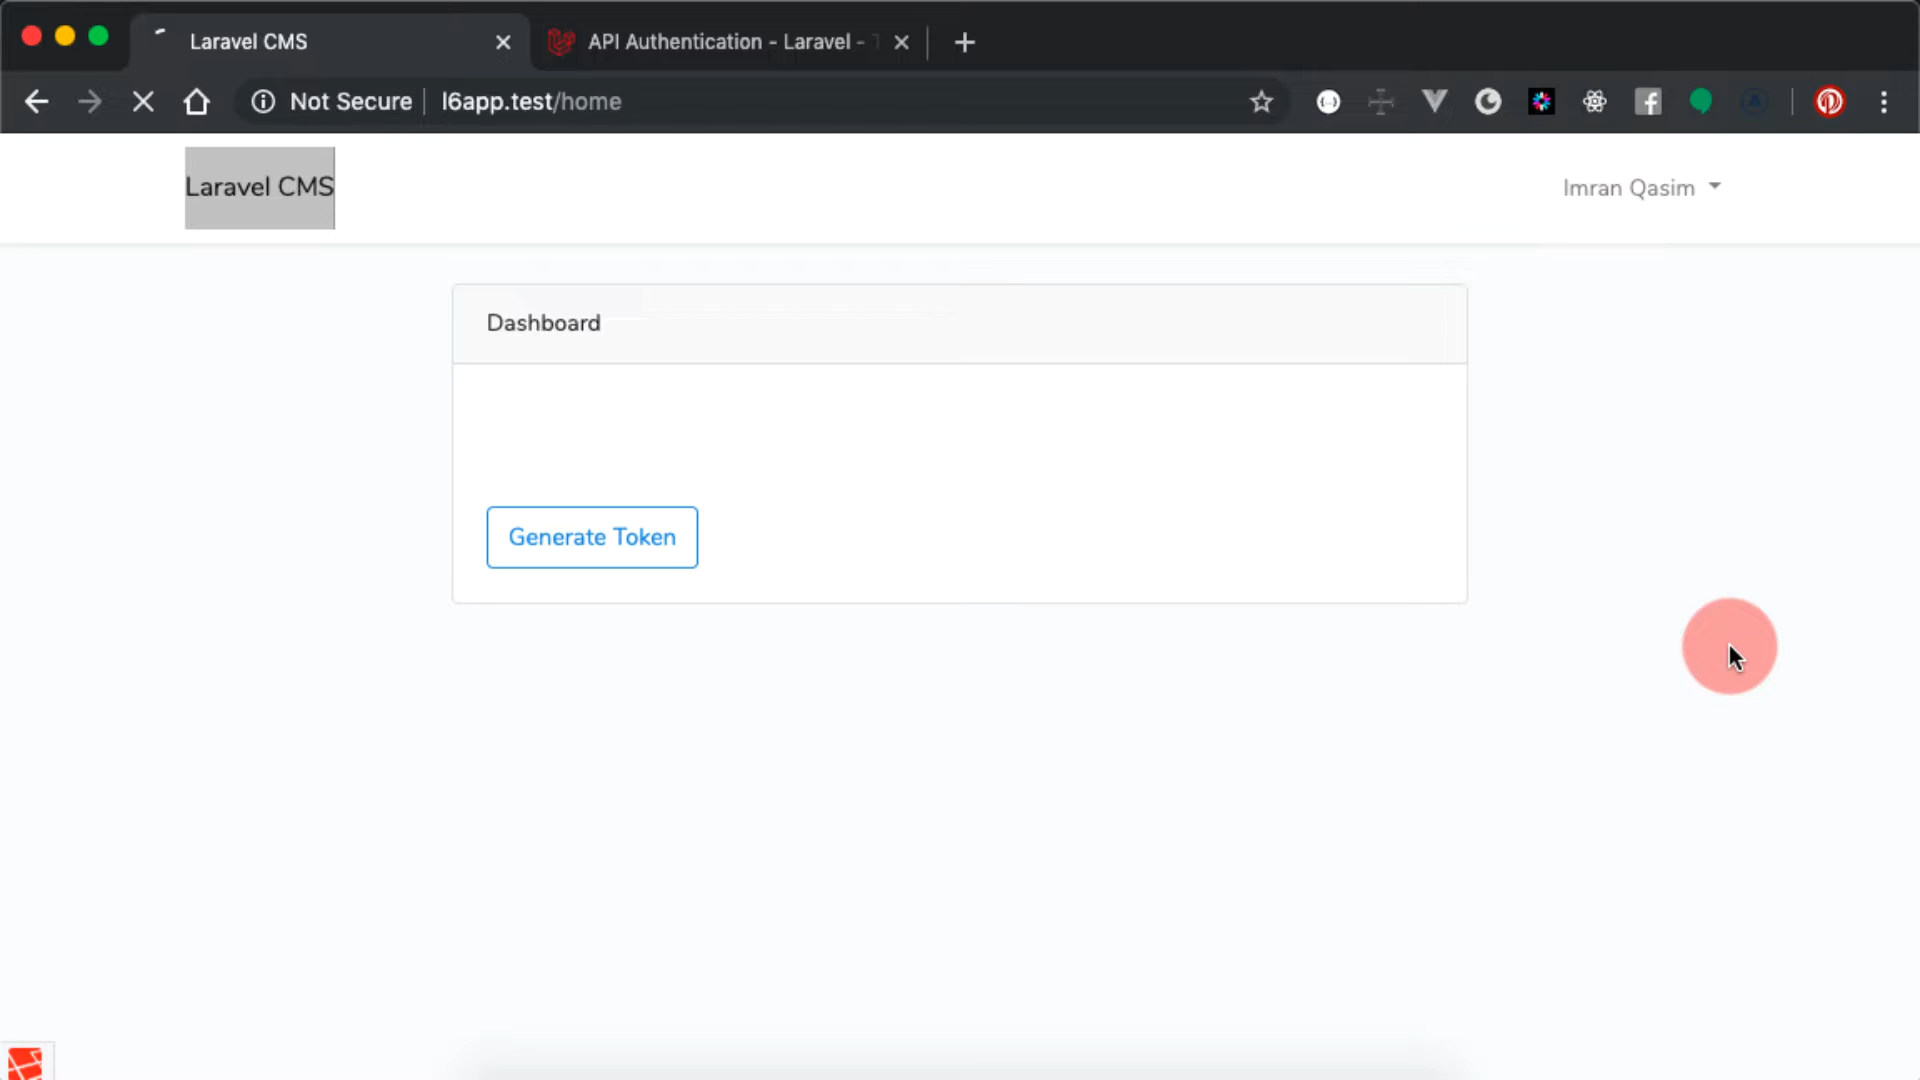 Laravel CMS
API Authentication - Laravel -
Not Secure
l6app.test/home
Laravel CMS
Imran Qasim
Dashboard
Generate Token